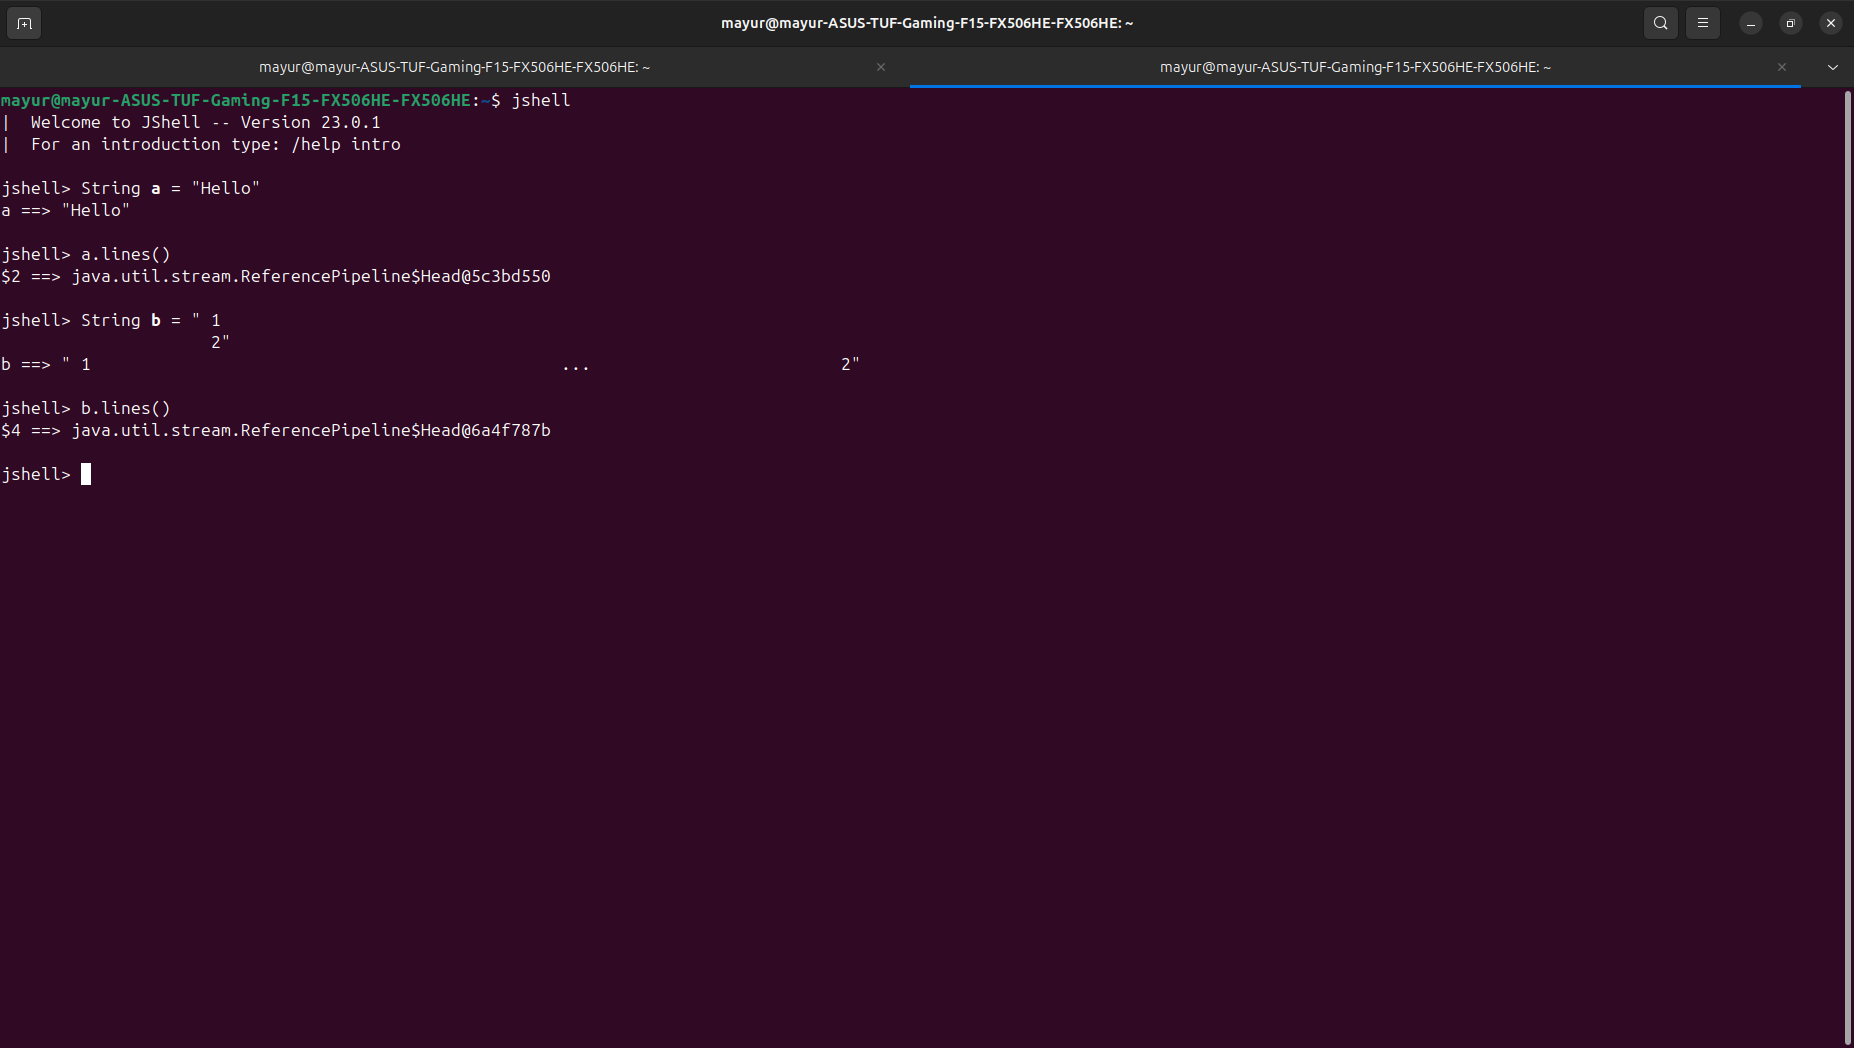 mayur@mayur-ASUS-TUF-Gaming-F15-FX506HE-FX506HE: ~
mayur@mayur-ASUS-TUF-Gaming-F15-FX506HE-FX506HE: ~
mayur@mayur-ASUS-TUF-Gaming-F15-FX506HE-FX506HE: ~
mayur@mayur-ASUS-TUF-Gaming-F15-FX506HE-FX506HE:~$ jshell
|  Welcome to JShell -- Version 23.0.1
|  For an introduction type: /help intro
jshell> String a = "Hello"
a ==> "Hello"
jshell> a.lines()
$2 ==> java.util.stream.ReferencePipeline$Head@5c3bd550
jshell> String b = " 1
                     2"
b ==> " 1                                               ...                         2"
jshell> b.lines()
$4 ==> java.util.stream.ReferencePipeline$Head@6a4f787b
jshell>